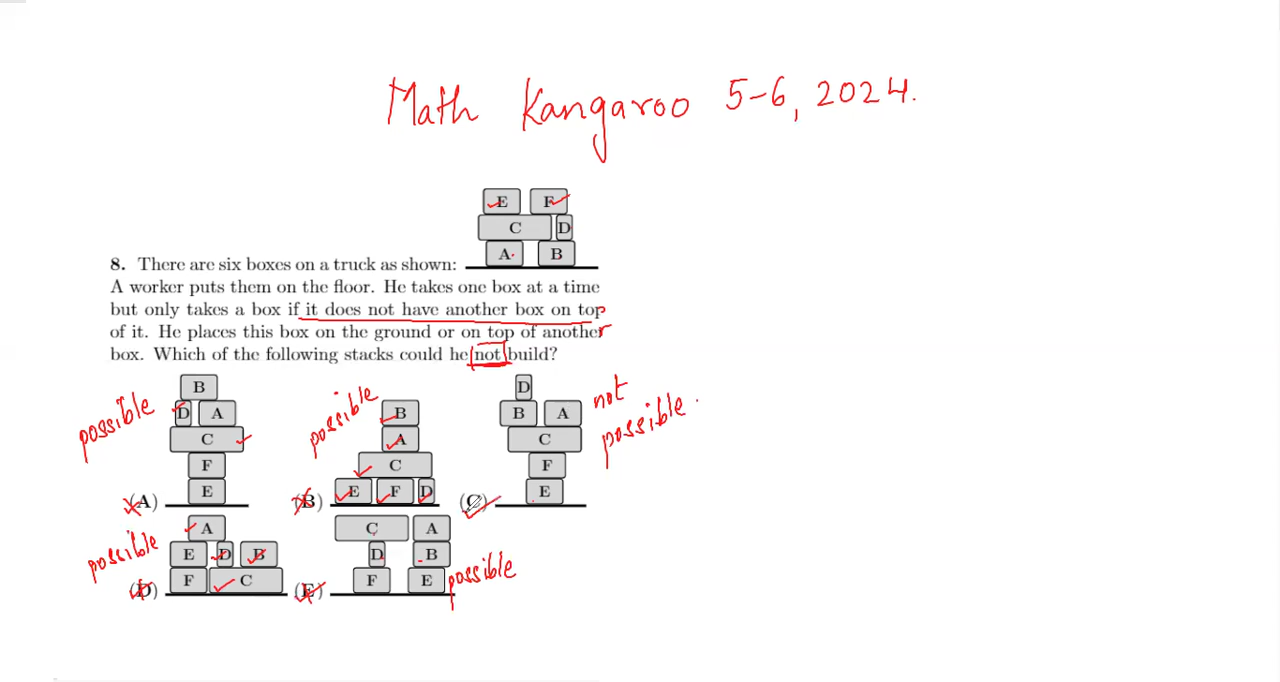 Math Kangaroo 5-6, 2024.
E F
C D
8. There are six boxes on a truck as shown: A B
A worker puts them on the floor. He takes one box at a time
but only takes a box if it does not have another box on top
of it. He places this box on the ground or on top of another
box. Which of the following stacks could he not build?
B D
possible D A possible B B A not possible.
C A C
F C F
(A) E (B) E F D (C) E
A C A
possible E D B D B possible
(D) F C (E) F E